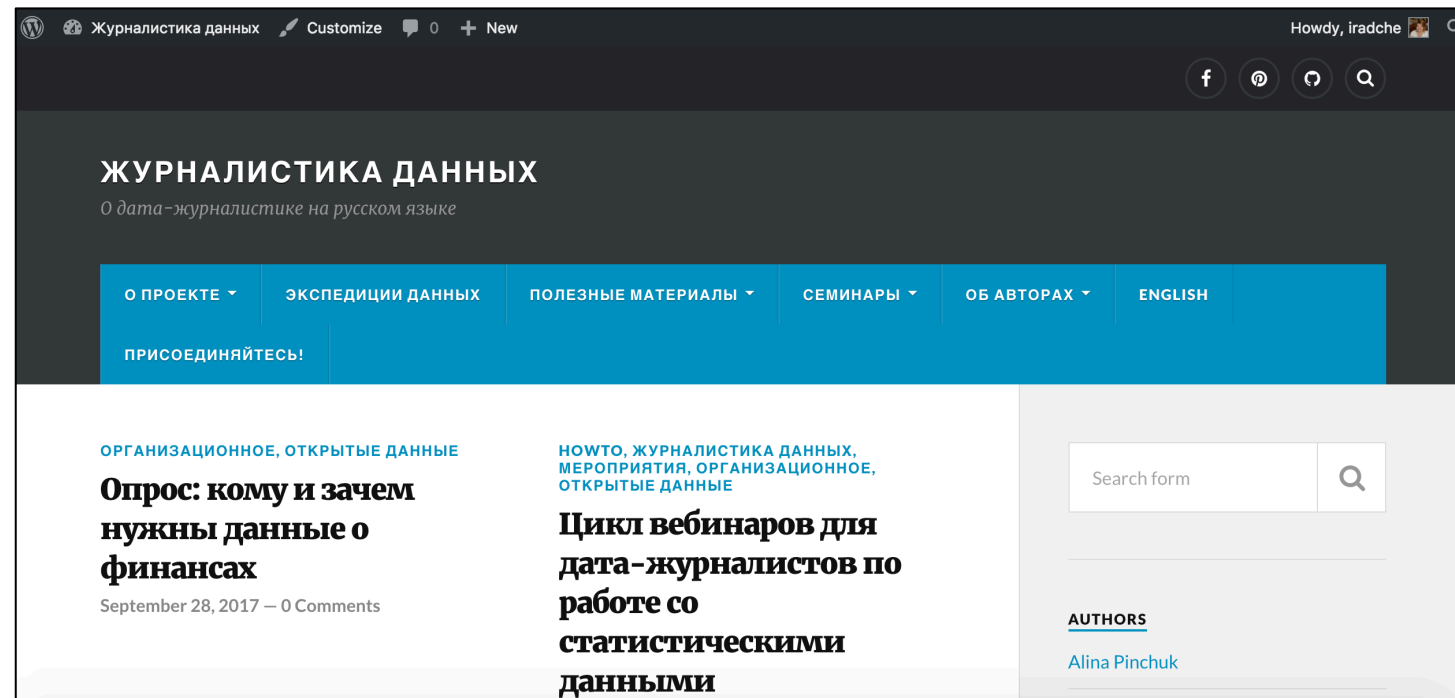 Журналистика данных Customize 0 New Howdy, iradche
ЖУРНАЛИСТИКА ДАННЫХ
О дата-журналистике на русском языке
О ПРОЕКТЕ ЭКСПЕДИЦИИ ДАННЫХ ПОЛЕЗНЫЕ МАТЕРИАЛЫ СЕМИНАРЫ ОБ АВТОРАХ ENGLISH
ПРИСОЕДИНЯЙТЕСЬ!
ОРГАНИЗАЦИОННОЕ, ОТКРЫТЫЕ ДАННЫЕ
Опрос: кому и зачем
нужны данные о
финансах
September 28, 2017 — 0 Comments
HOWTO, ЖУРНАЛИСТИКА ДАННЫХ,
МЕРОПРИЯТИЯ, ОРГАНИЗАЦИОННОЕ,
ОТКРЫТЫЕ ДАННЫЕ
Цикл вебинаров для
дата-журналистов по
работе со
статистическими
данными
Search form
AUTHORS
Alina Pinchuk